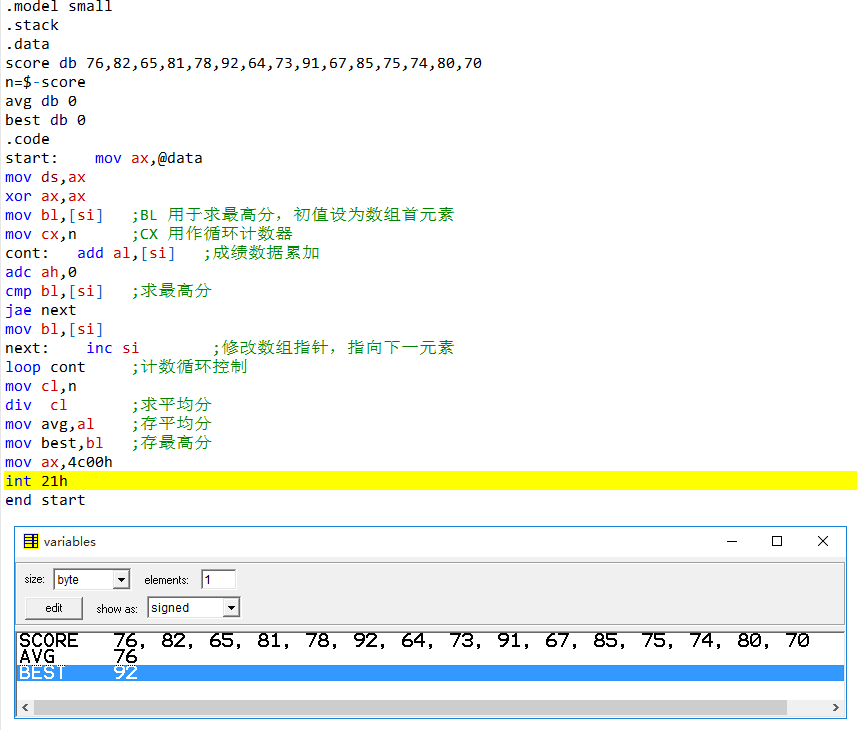 .model small
.stack
.data
score db 76,82,65,81,78,92,64,73,91,67,85,75,74,80,70
n=$-score
avg db 0
best db 0
.code
start:    mov ax,@data
mov ds,ax
xor ax,ax
mov bl,[si]   ;BL 用于求最高分，初值设为数组首元素
mov cx,n      ;CX 用作循环计数器
cont:   add al,[si]   ;成绩数据累加
adc ah,0
cmp bl,[si]   ;求最高分
jae next
mov bl,[si]
next:   inc si        ;修改数组指针，指向下一元素
loop cont     ;计数循环控制
mov cl,n
div  cl       ;求平均分
mov avg,al    ;存平均分
mov best,bl   ;存最高分
mov ax,4c00h
int 21h
end start
variables
size: byte elements: 1
edit show as: signed
SCORE   76, 82, 65, 81, 78, 92, 64, 73, 91, 67, 85, 75, 74, 80, 70
AVG     76
BEST    92